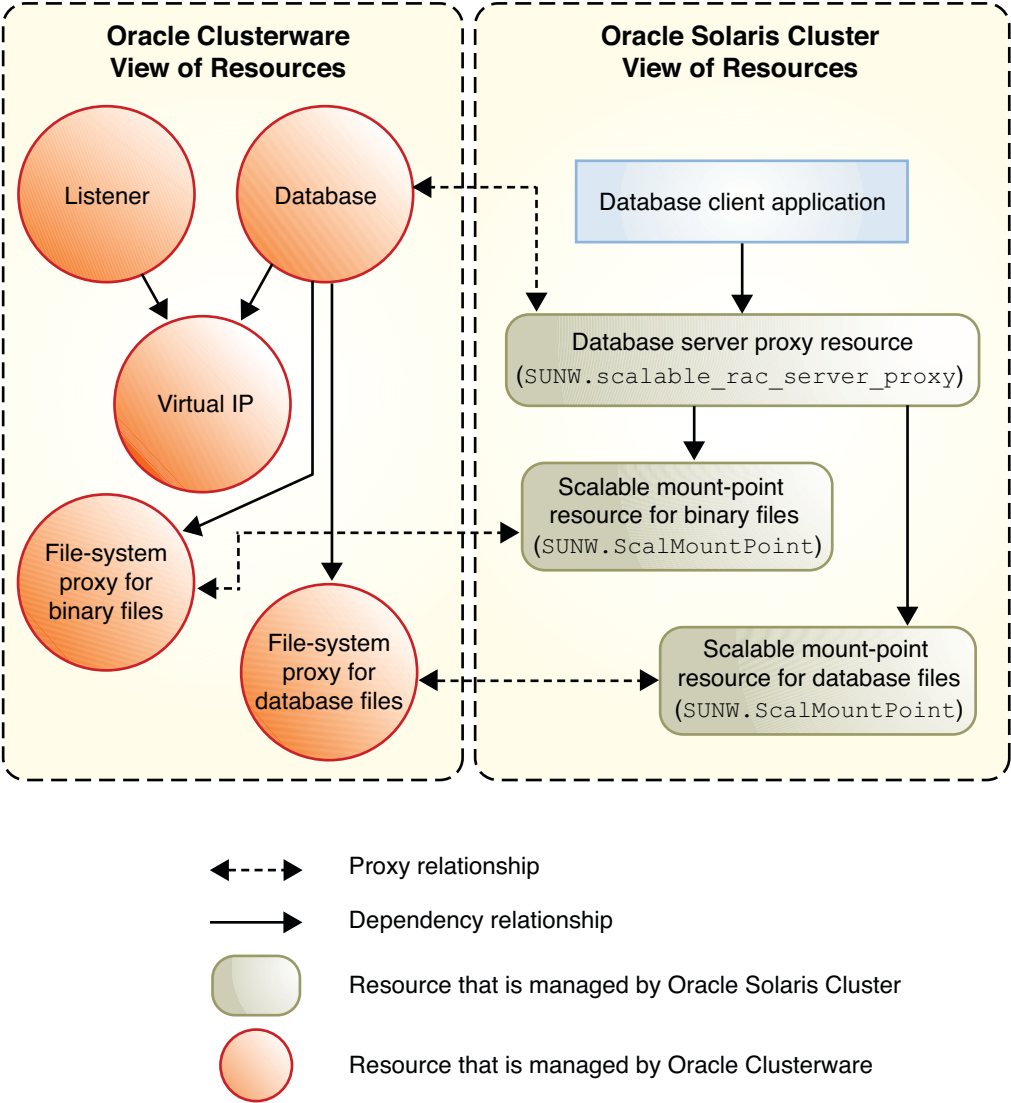 Oracle Clusterware
View of Resources
Listener
Database
Virtual IP
File-system
proxy for
binary files
File-system
proxy for
database files
Oracle Solaris Cluster
View of Resources
Database client application
Database server proxy resource
(SUNW.scalable_rac_server_proxy)
Scalable mount-point
resource for binary files
(SUNW.ScalMountPoint)
Scalable mount-point
resource for database files
(SUNW.ScalMountPoint)
Proxy relationship
Dependency relationship
Resource that is managed by Oracle Solaris Cluster
Resource that is managed by Oracle Clusterware